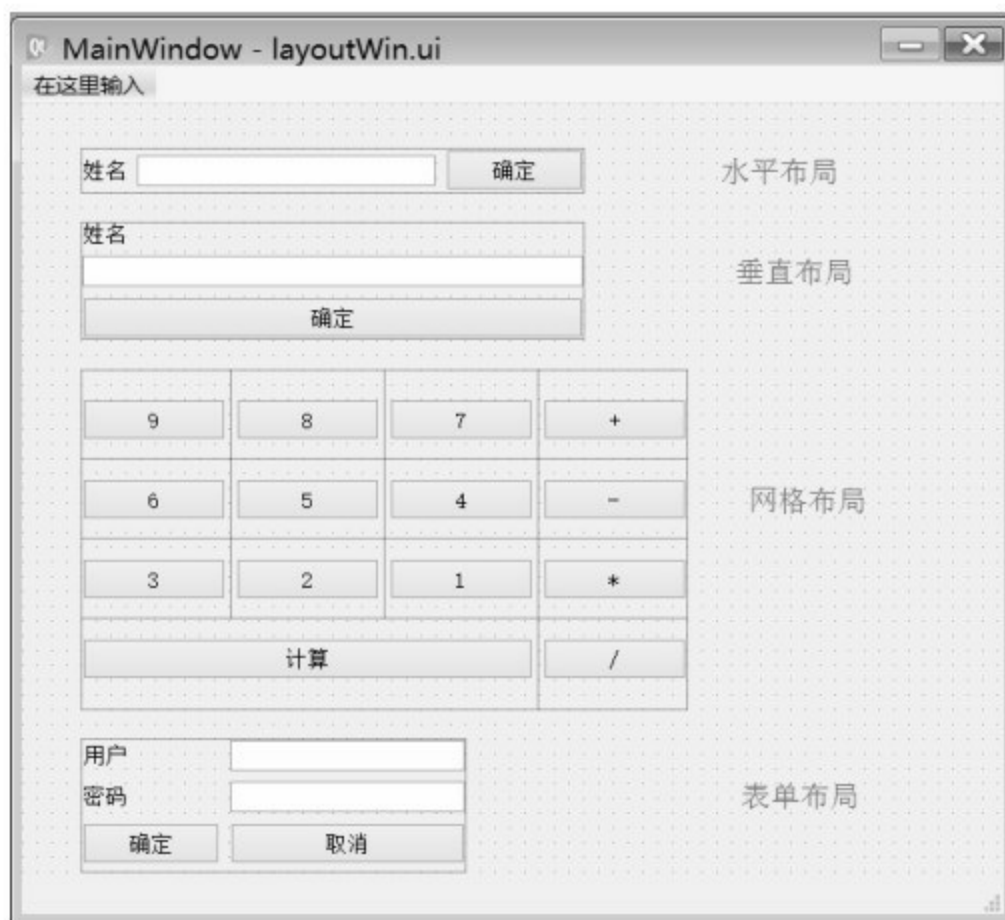 MainWindow - layoutWin.ui
在这里输入
姓名 确定 水平布局
姓名
垂直布局
确定
9 8 7 +
6 5 4 - 网格布局
3 2 1 *
计算 /
用户
密码 表单布局
确定 取消